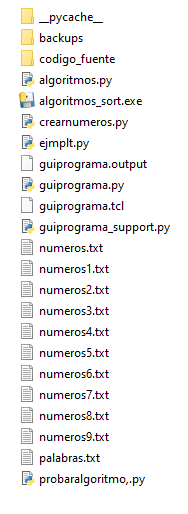 __pycache__
backups
codigo_fuente
algoritmos.py
algoritmos_sort.exe
crearnumeros.py
ejmplt.py
guiprograma.output
guiprograma.py
guiprograma.tcl
guiprograma_support.py
numeros.txt
numeros1.txt
numeros2.txt
numeros3.txt
numeros4.txt
numeros5.txt
numeros6.txt
numeros7.txt
numeros8.txt
numeros9.txt
palabras.txt
probaralgoritmo,.py